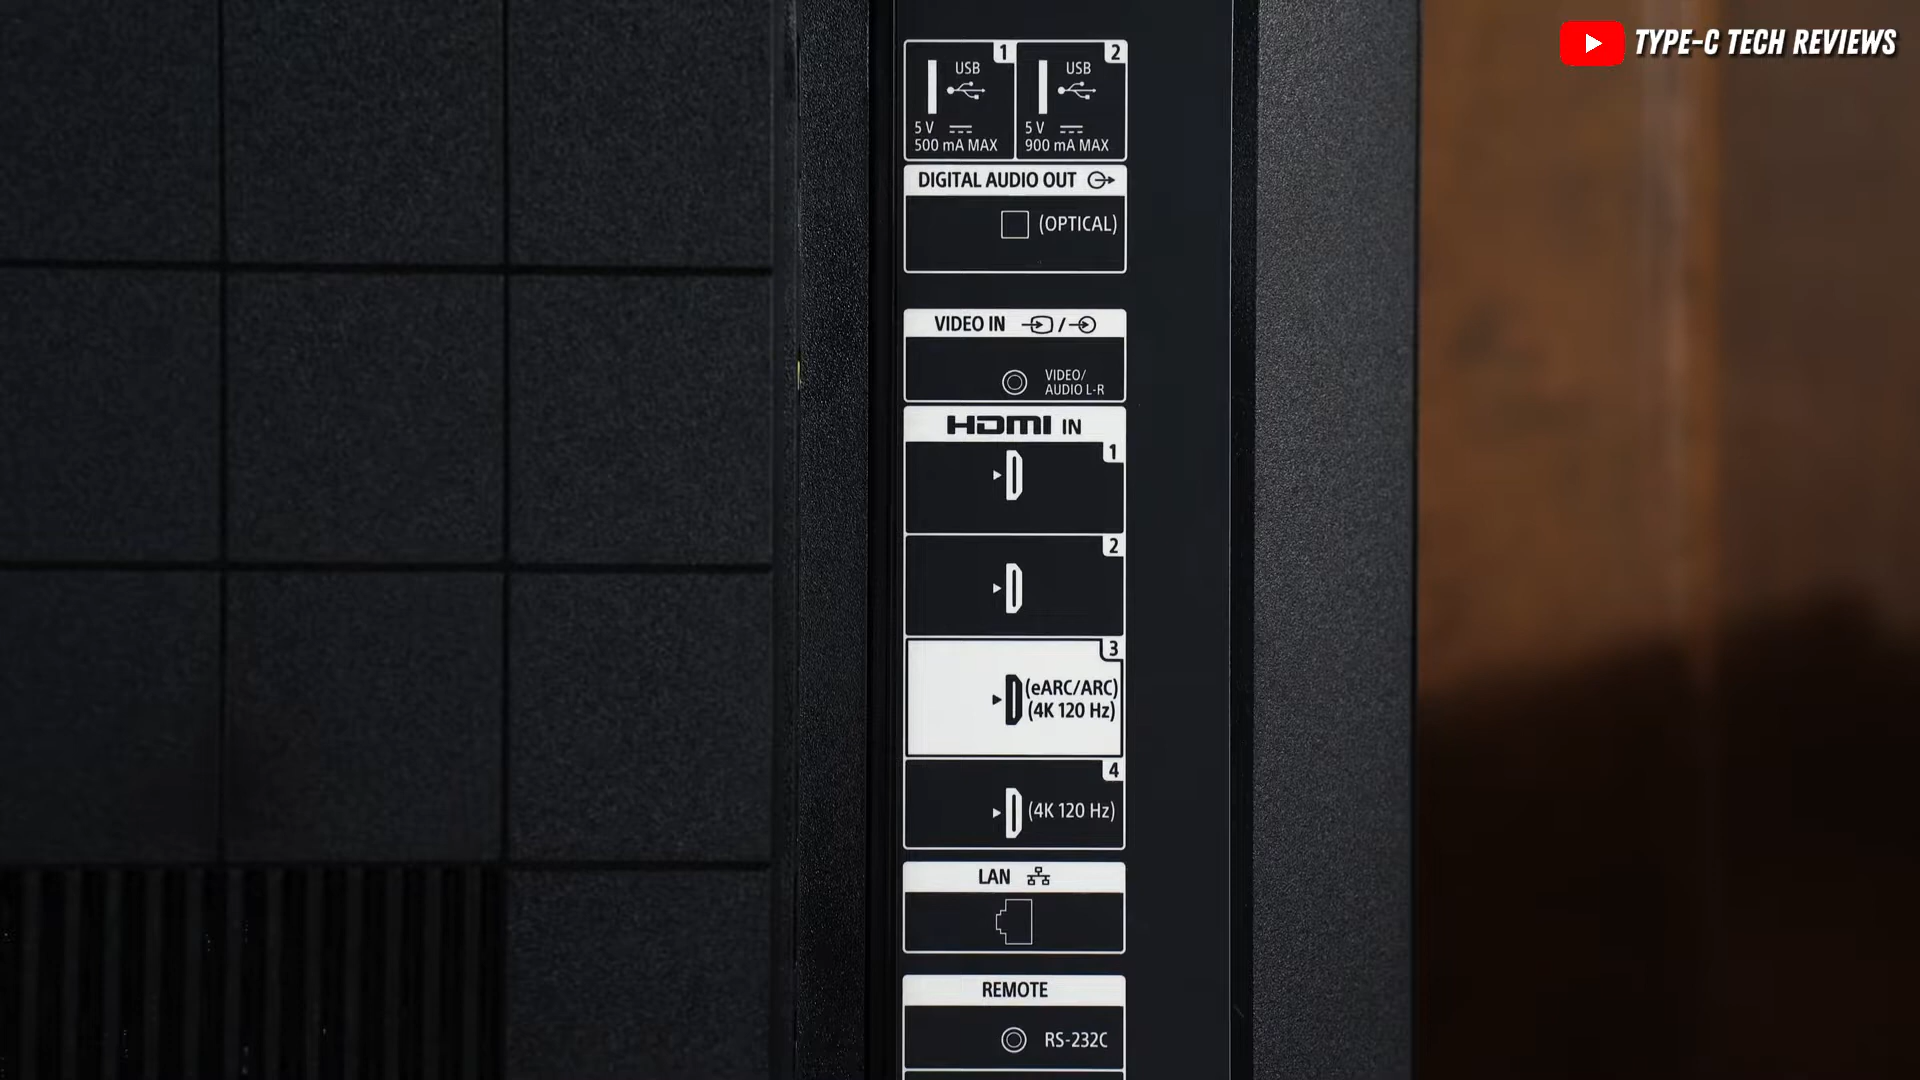 TYPE-C TECH REVIEWS
1
USB
5 V
500 mA MAX
2
USB
5 V
900 mA MAX
DIGITAL AUDIO OUT
(OPTICAL)
VIDEO IN /
VIDEO/
AUDIO L-R
HDMI IN
1
2
3
(eARC/ARC)
(4K 120 Hz)
4
(4K 120 Hz)
LAN
REMOTE
RS-232C